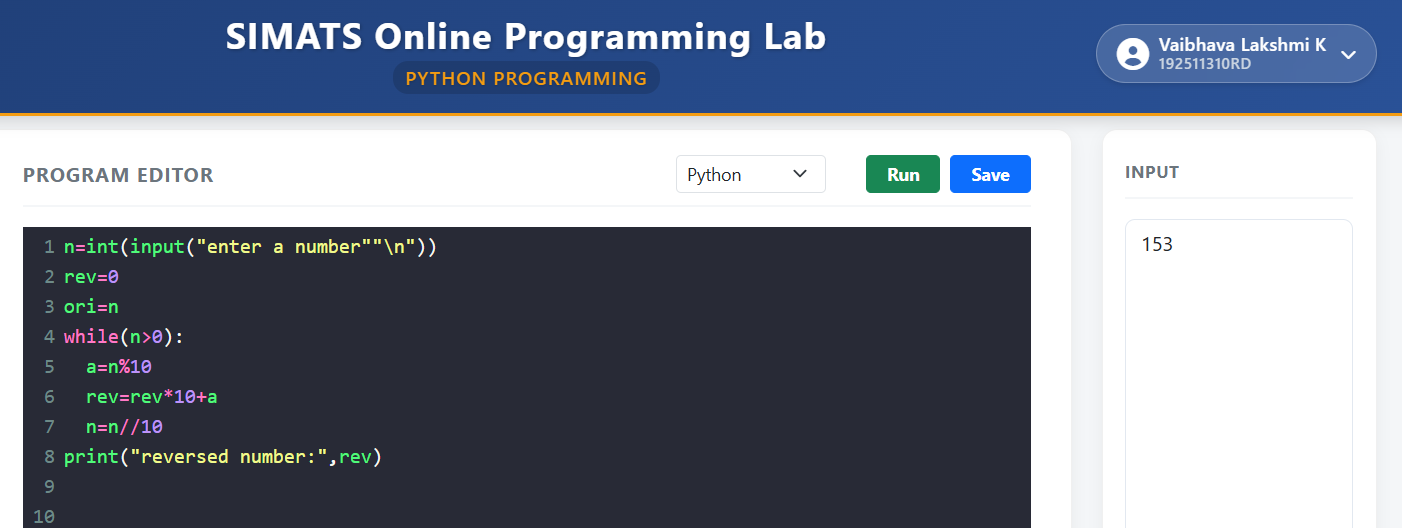 SIMATS Online Programming Lab
PYTHON PROGRAMMING
Vaibhava Lakshmi K
192511310RD
PROGRAM EDITOR
Python
Run
Save
1 n=int(input("enter a number""\n"))
2 rev=0
3 ori=n
4 while(n>0):
5   a=n%10
6   rev=rev*10+a
7   n=n//10
8 print("reversed number:",rev)
9
10
INPUT
153